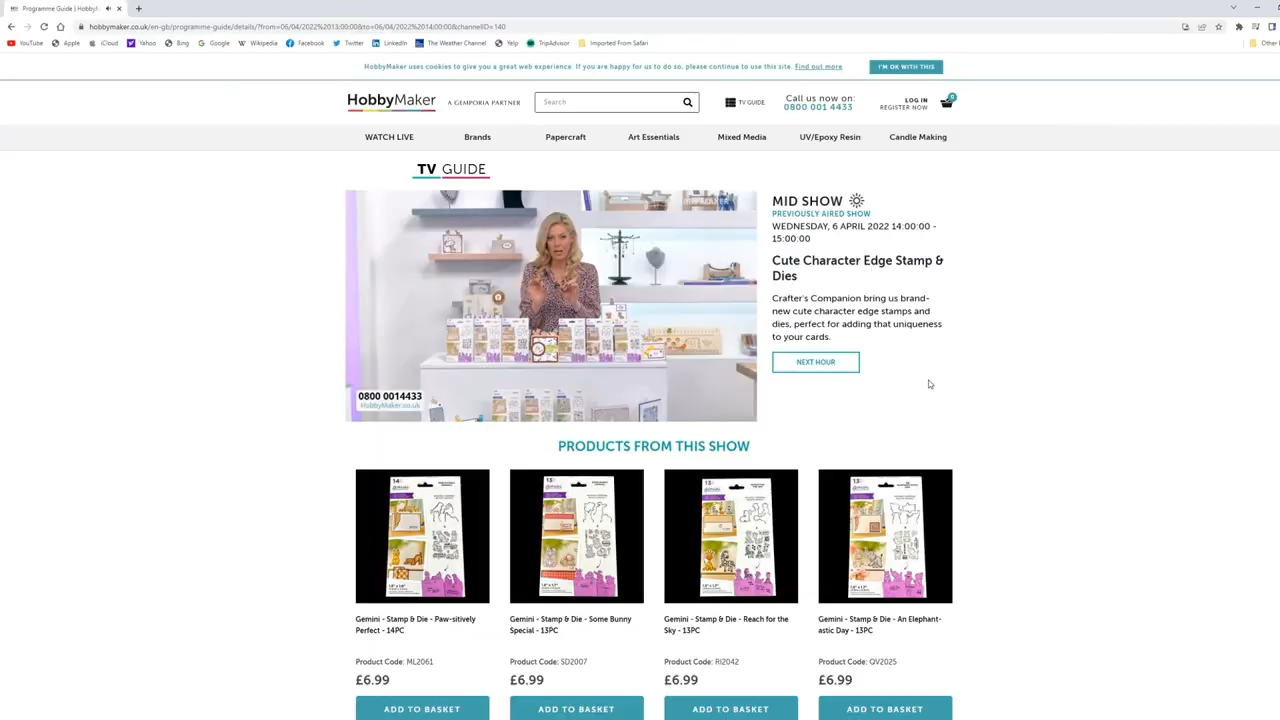 Programme Guide | Hobby
hobbymaker.co.uk/en-gb/programme-guide/details/?from=06/04/2022%2013:00:00&to=06/04/2022%2014:00:00&channelID=140
YouTube Apple iCloud Yahoo Bing Google Wikipedia Facebook Twitter LinkedIn The Weather Channel Yelp TripAdvisor Imported From Safari Other
HobbyMaker uses cookies to give you a great web experience. If you are happy for us to do so, please continue to use this site. Find out more
I'M OK WITH THIS
HobbyMaker A GEMPORIA PARTNER
Search
TV GUIDE
Call us now on:
0800 001 4433
LOG IN
REGISTER NOW
0
WATCH LIVE Brands Papercraft Art Essentials Mixed Media UV/Epoxy Resin Candle Making
TV GUIDE
0800 0014433
HobbyMaker.co.uk
MID SHOW
PREVIOUSLY AIRED SHOW
WEDNESDAY, 6 APRIL 2022 14:00:00 -
15:00:00
Cute Character Edge Stamp &
Dies
Crafter's Companion bring us brand-
new cute character edge stamps and
dies, perfect for adding that uniqueness
to your cards.
NEXT HOUR
PRODUCTS FROM THIS SHOW
Gemini - Stamp & Die - Paw-sitively
Perfect - 14PC
Product Code: ML2061
£6.99
ADD TO BASKET
Gemini - Stamp & Die - Some Bunny
Special - 13PC
Product Code: SD2007
£6.99
ADD TO BASKET
Gemini - Stamp & Die - Reach for the
Sky - 13PC
Product Code: RI2042
£6.99
ADD TO BASKET
Gemini - Stamp & Die - An Elephant-
astic Day - 13PC
Product Code: QV2025
£6.99
ADD TO BASKET